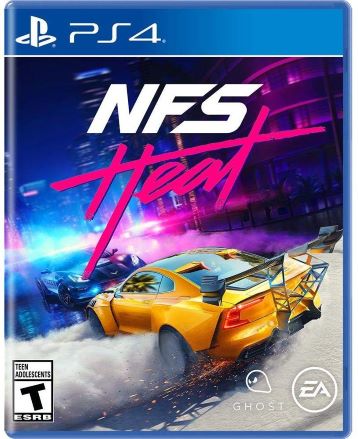 PS4
NFS
Heat
TEEN
ADOLESCENTS
T
ESRB
GHOST
EA